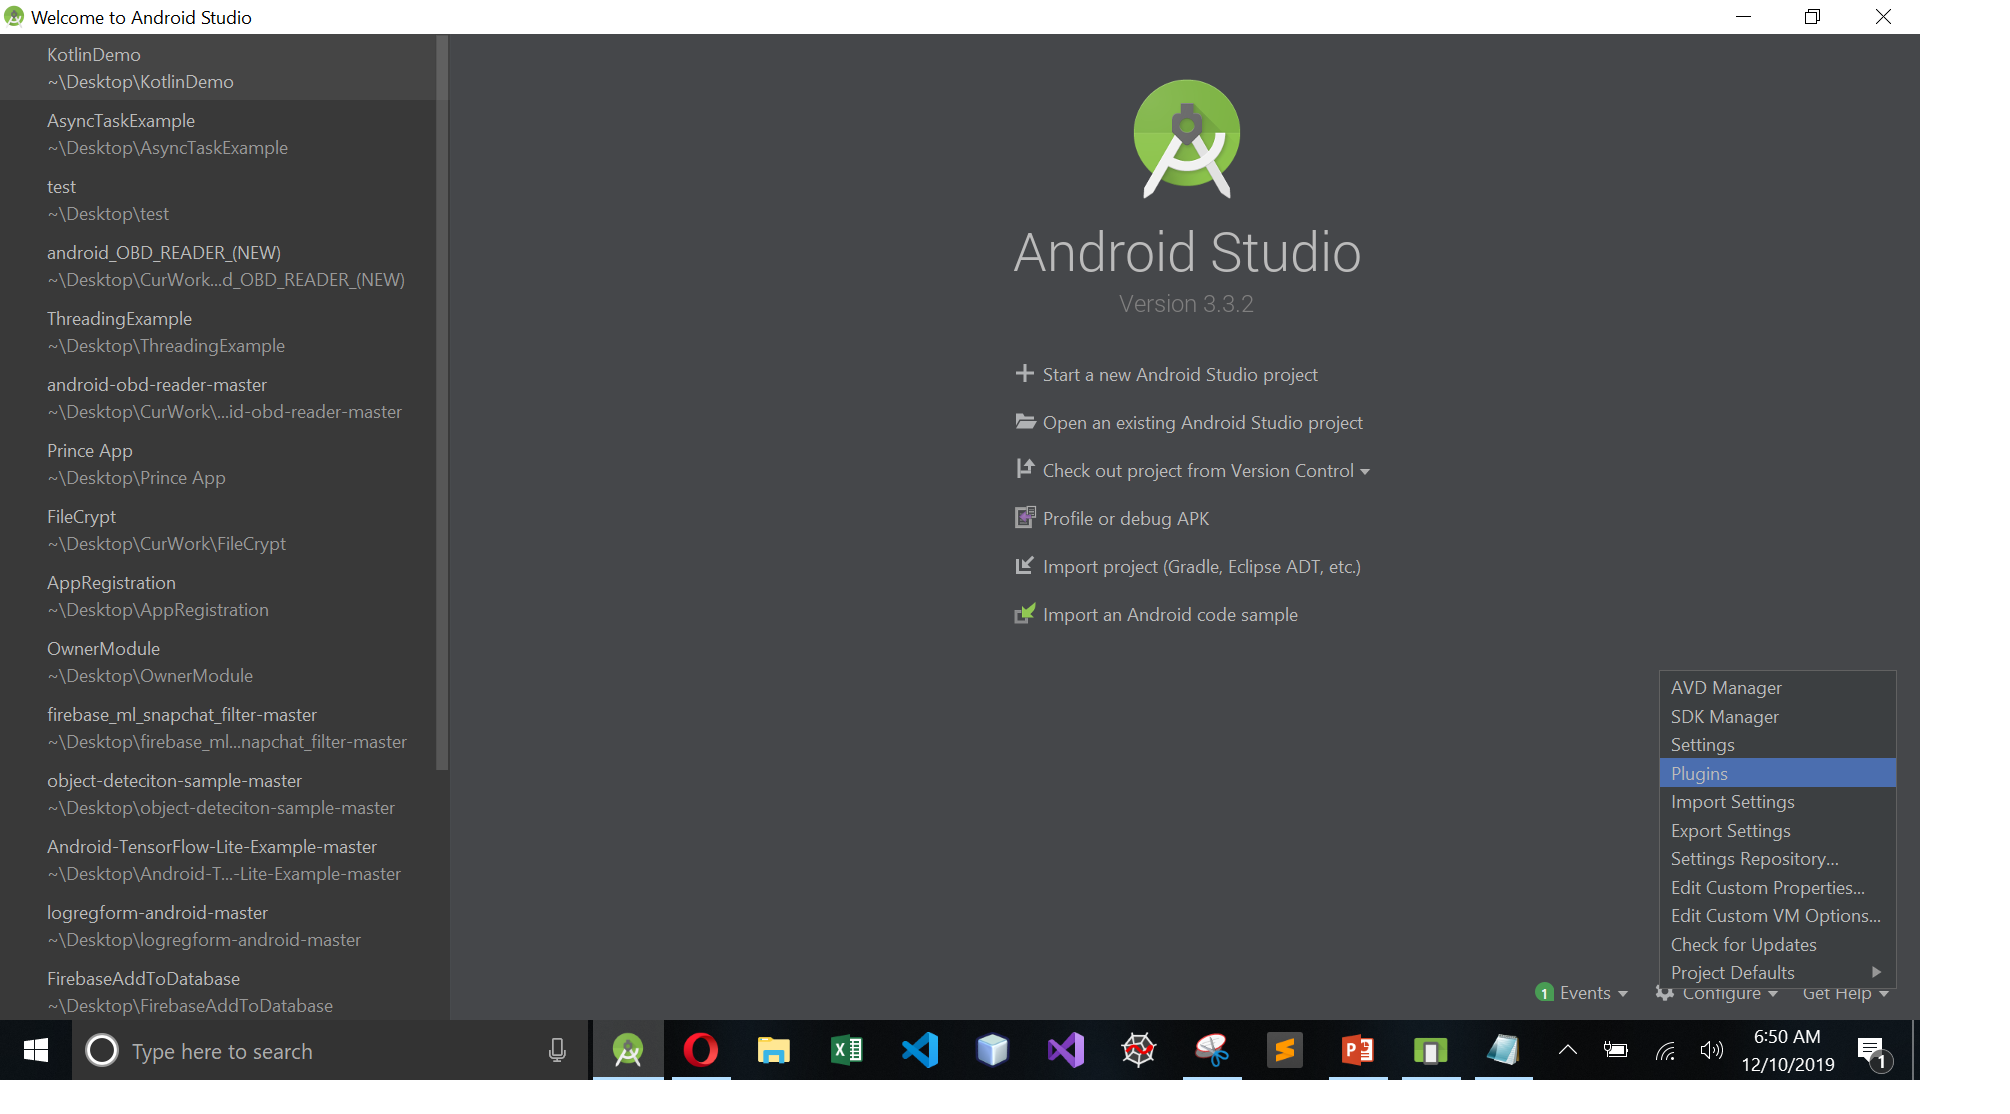 Welcome to Android Studio
KotlinDemo
~\Desktop\KotlinDemo
AsyncTaskExample
~\Desktop\AsyncTaskExample
test
~\Desktop\test
android_OBD_READER_(NEW)
~\Desktop\CurWork...d_OBD_READER_(NEW)
ThreadingExample
~\Desktop\ThreadingExample
android-obd-reader-master
~\Desktop\CurWork\...id-obd-reader-master
Prince App
~\Desktop\Prince App
FileCrypt
~\Desktop\CurWork\FileCrypt
AppRegistration
~\Desktop\AppRegistration
OwnerModule
~\Desktop\OwnerModule
firebase_ml_snapchat_filter-master
~\Desktop\firebase_ml...napchat_filter-master
object-deteciton-sample-master
~\Desktop\object-deteciton-sample-master
Android-TensorFlow-Lite-Example-master
~\Desktop\Android-T...-Lite-Example-master
logregform-android-master
~\Desktop\logregform-android-master
FirebaseAddToDatabase
~\Desktop\FirebaseAddToDatabase
Android Studio
Version 3.3.2
Start a new Android Studio project
Open an existing Android Studio project
Check out project from Version Control
Profile or debug APK
Import project (Gradle, Eclipse ADT, etc.)
Import an Android code sample
AVD Manager
SDK Manager
Settings
Plugins
Import Settings
Export Settings
Settings Repository...
Edit Custom Properties...
Edit Custom VM Options...
Check for Updates
Project Defaults
1 Events Configure Get Help
Type here to search
6:50 AM
12/10/2019
1